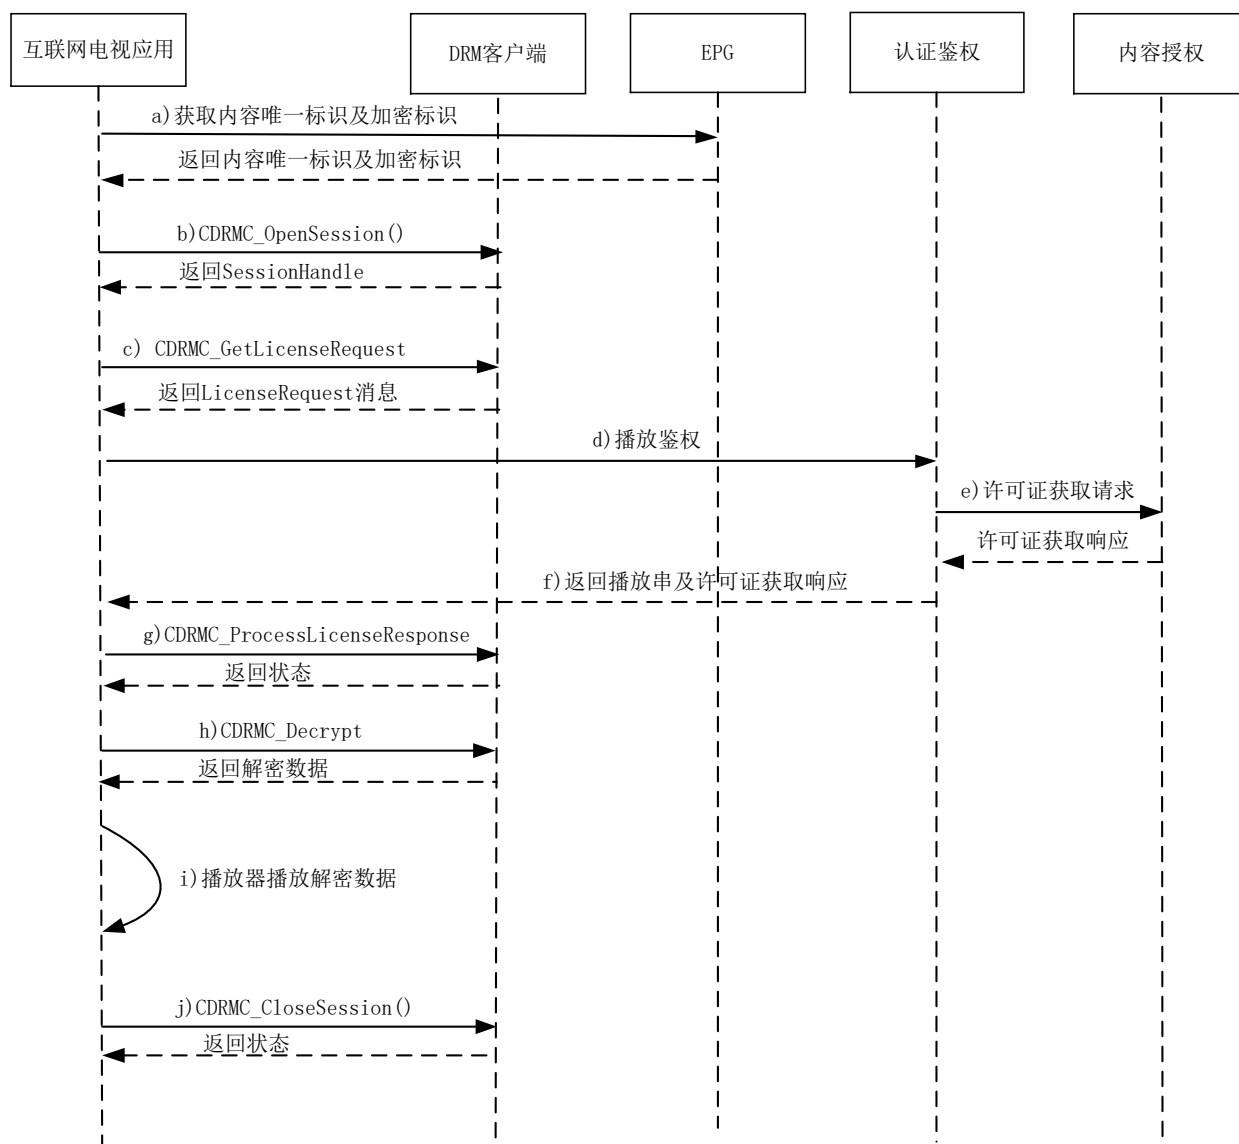 互联网电视应用
DRM客户端
EPG
认证鉴权
内容授权
a)获取内容唯一标识及加密标识
返回内容唯一标识及加密标识
b)CDRMC_OpenSession()
返回SessionHandle
c) CDRMC_GetLicenseRequest
返回LicenseRequest消息
d)播放鉴权
e)许可证获取请求
许可证获取响应
f)返回播放串及许可证获取响应
g)CDRMC_ProcessLicenseResponse
返回状态
h)CDRMC_Decrypt
返回解密数据
i)播放器播放解密数据
j)CDRMC_CloseSession()
返回状态